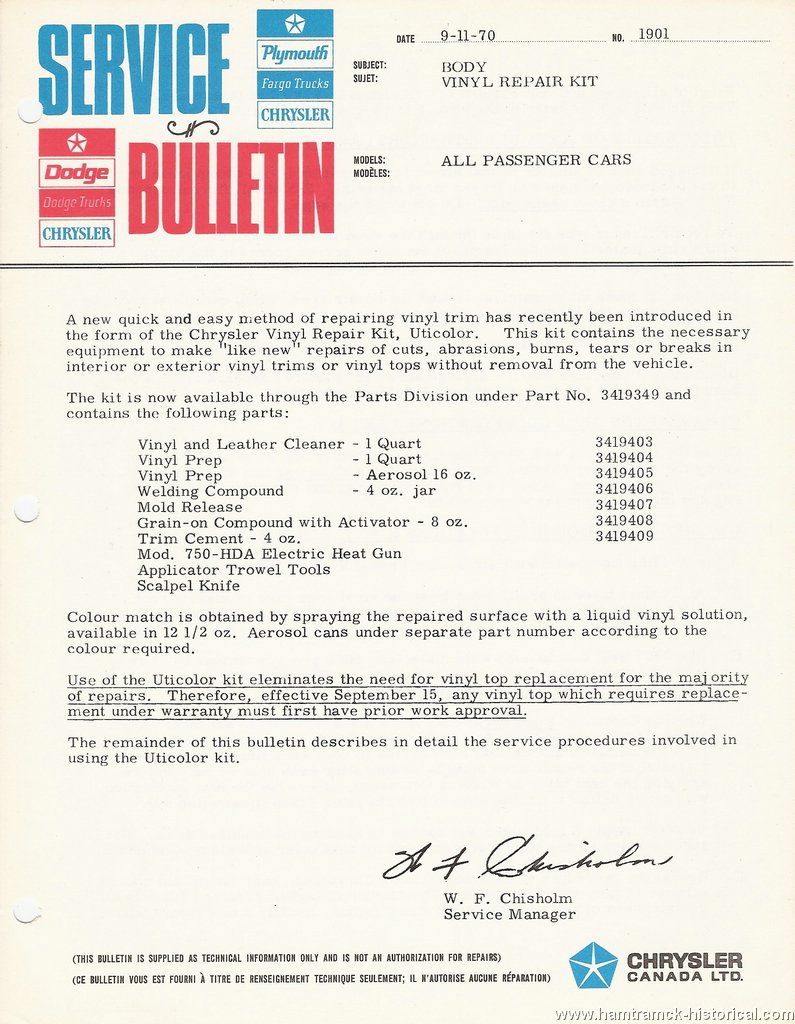 SERVICE
BULLETIN
Plymouth
Fargo Trucks
CHRYSLER
Dodge
Dodge Trucks
CHRYSLER
DATE 9-11-70 NO. 1901
SUBJECT: BODY
SUJET: VINYL REPAIR KIT
MODELS: ALL PASSENGER CARS
MODÈLES:
A new quick and easy method of repairing vinyl trim has recently been introduced in
the form of the Chrysler Vinyl Repair Kit, Uticolor. This kit contains the necessary
equipment to make "like new" repairs of cuts, abrasions, burns, tears or breaks in
interior or exterior vinyl trims or vinyl tops without removal from the vehicle.
The kit is now available through the Parts Division under Part No. 3419349 and
contains the following parts:
Vinyl and Leather Cleaner - 1 Quart 3419403
Vinyl Prep - 1 Quart 3419404
Vinyl Prep - Aerosol 16 oz. 3419405
Welding Compound - 4 oz. jar 3419406
Mold Release 3419407
Grain-on Compound with Activator - 8 oz. 3419408
Trim Cement - 4 oz. 3419409
Mod. 750-HDA Electric Heat Gun
Applicator Trowel Tools
Scalpel Knife
Colour match is obtained by spraying the repaired surface with a liquid vinyl solution,
available in 12 1/2 oz. Aerosol cans under separate part number according to the
colour required.
Use of the Uticolor kit eleminates the need for vinyl top replacement for the majority
of repairs. Therefore, effective September 15, any vinyl top which requires replace-
ment under warranty must first have prior work approval.
The remainder of this bulletin describes in detail the service procedures involved in
using the Uticolor kit.
W F Chisholm
W. F. Chisholm
Service Manager
(THIS BULLETIN IS SUPPLIED AS TECHNICAL INFORMATION ONLY AND IS NOT AN AUTHORIZATION FOR REPAIRS)
(CE BULLETIN VOUS EST FOURNI À TITRE DE RENSEIGNEMENT TECHNIQUE SEULEMENT; IL N'AUTORISE AUCUNE RÉPARATION)
CHRYSLER
CANADA LTD.
www.hamtramck-historical.com